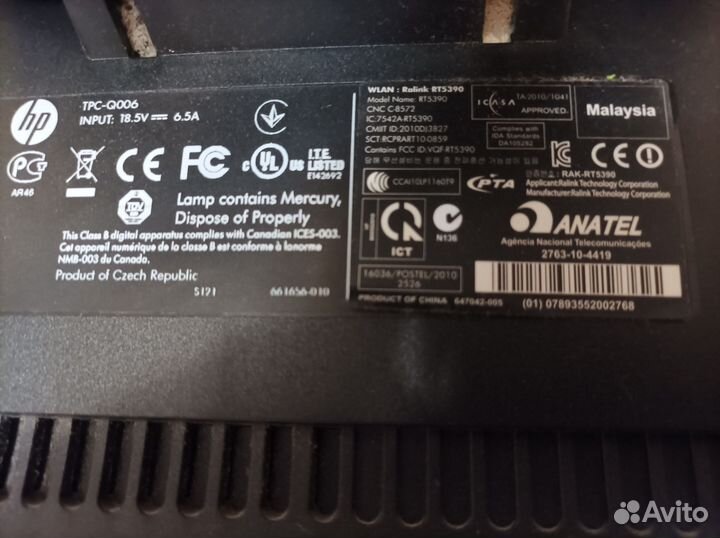 hp
TPC-Q006
INPUT: 18.5V 6.5A
PG
AR46
CE FC
UL US I.T.E.
LISTED
E142692
TUV
Lamp contains Mercury,
Dispose of Properly
This Class B digital apparatus complies with Canadian ICES-003.
Cet appareil numérique de la classe B est conforme à la norme
NMB-003 du Canada.
Product of Czech Republic
5121 661656-010
WLAN : Ralink RT5390
Model Name: RT5390
CNC C-8572
IC:7542A-RT5390
CMIIT ID:2010DJ3827
SCT:RCPRART10-0859
Contains FCC ID:VQF-RT5390
ICASA TA-2010/1041
APPROVED.
Complies with
IDA Standards
DA105282
Malaysia
CE
RAK-RT5390
Applicant:Ralink Technology Corporation
Manufacturer:Ralink Technology Corporation
CCAI10LP1160T9
PTA
ICT
N136
ANATEL
Agência Nacional Telecomunicações
2763-10-4419
(01) 07893552002768
16036/POSTEL/2010
2526
PRODUCT OF CHINA 647042-005
Avito